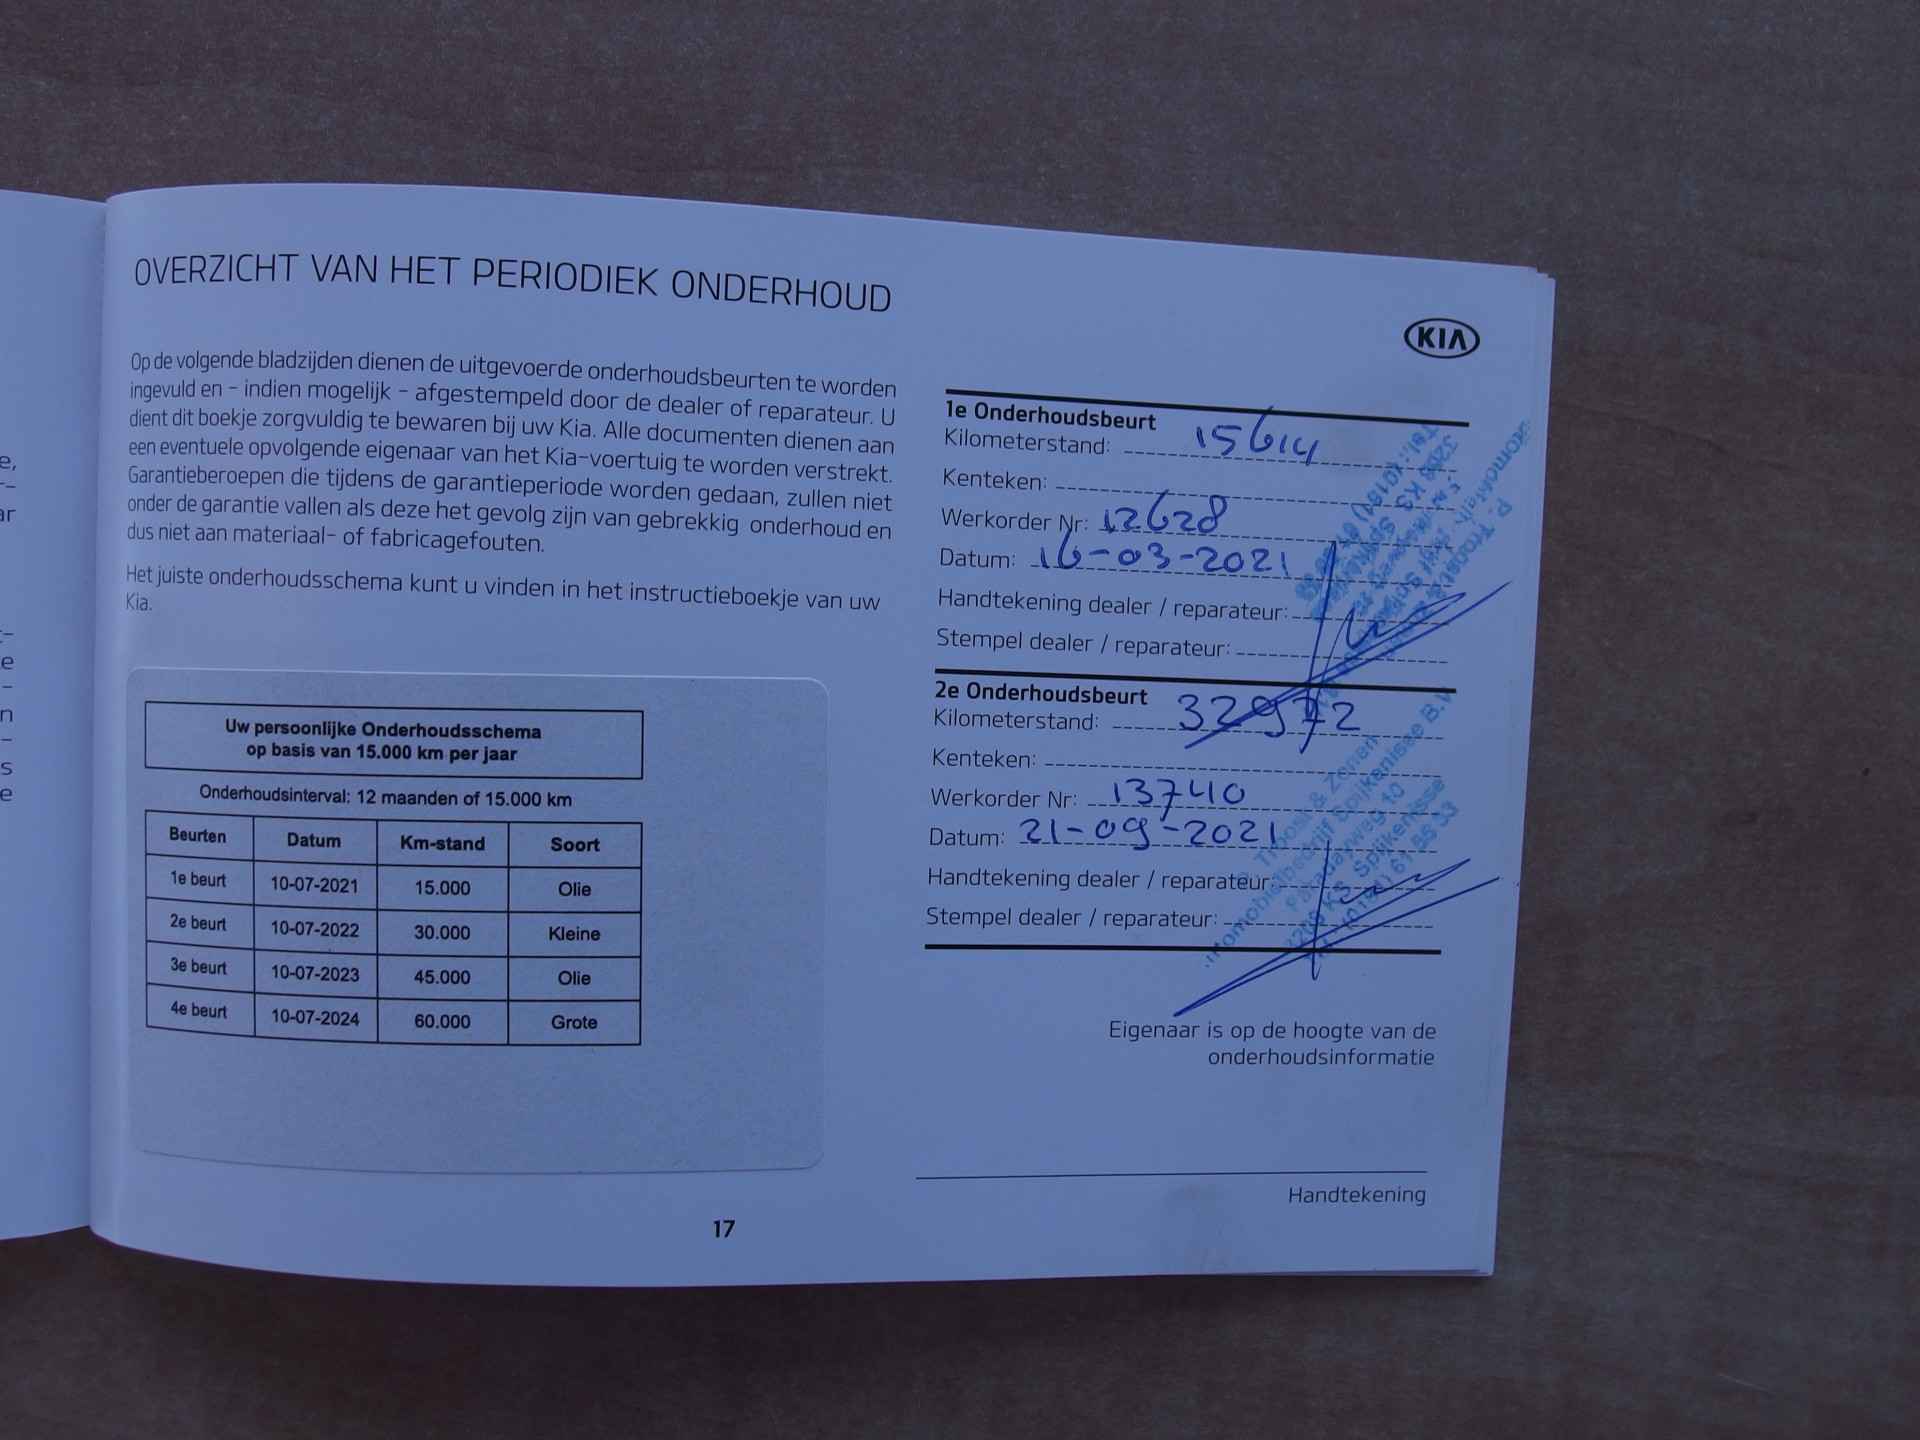 OVERZICHT VAN HET PERIODIEK ONDERHOUD
Op de volgende bladzijden dienen de uitgevoerde onderhoudsbeurten te worden
ingevuld en – indien mogelijk – afgestempeld door de dealer of reparateur. U
dient dit boekje zorgvuldig te bewaren bij uw Kia. Alle documenten dienen aan
een eventuele opvolgende eigenaar van het Kia-voertuig te worden verstrekt.
Garantieberoepen die tijdens de garantieperiode worden gedaan, zullen niet
onder de garantie vallen als deze het gevolg zijn van gebrekkig onderhoud en
dus niet aan materiaal- of fabricagefouten.
Het juiste onderhoudsschema kunt u vinden in het instructieboekje van uw
Kia.
Uw persoonlijke Onderhoudsschema
op basis van 15.000 km per jaar
Onderhoudsinterval: 12 maanden of 15.000 km
Beurten Datum Km-stand Soort
1e beurt 10-07-2021 15.000 Olie
2e beurt 10-07-2022 30.000 Kleine
3e beurt 10-07-2023 45.000 Olie
4e beurt 10-07-2024 60.000 Grote
KIA
1e Onderhoudsbeurt
Kilometerstand: 15614
Kenteken:
Werkorder Nr: 12628
Datum: 16-03-2021
Handtekening dealer / reparateur:
Stempel dealer / reparateur:
2e Onderhoudsbeurt
Kilometerstand: 32972
Kenteken:
Werkorder Nr: 13740
Datum: 21-09-2021
Handtekening dealer / reparateur:
Stempel dealer / reparateur:
P. Troost & Zonen
Spijkenisse B.V.
3208 KS Spijkenisse
Eigenaar is op de hoogte van de
onderhoudsinformatie
Handtekening
17